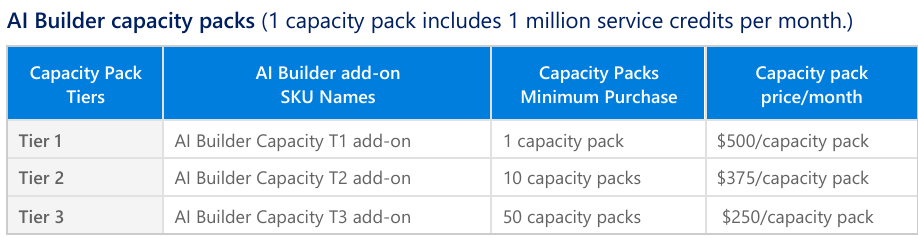 AI Builder capacity packs (1 capacity pack includes 1 million service credits per month.)
Capacity Pack Tiers | AI Builder add-on SKU Names | Capacity Packs Minimum Purchase | Capacity pack price/month
Tier 1 | AI Builder Capacity T1 add-on | 1 capacity pack | $500/capacity pack
Tier 2 | AI Builder Capacity T2 add-on | 10 capacity packs | $375/capacity pack
Tier 3 | AI Builder Capacity T3 add-on | 50 capacity packs | $250/capacity pack